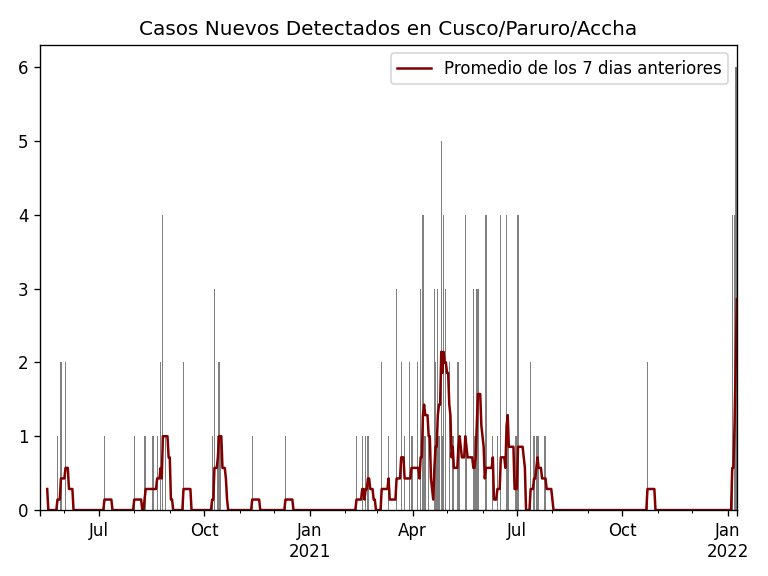 Casos Nuevos Detectados en Cusco/Paruro/Accha
Promedio de los 7 dias anteriores
6
5
4
3
2
1
0
Jul
Oct
Jan
2021
Apr
Jul
Oct
Jan
2022